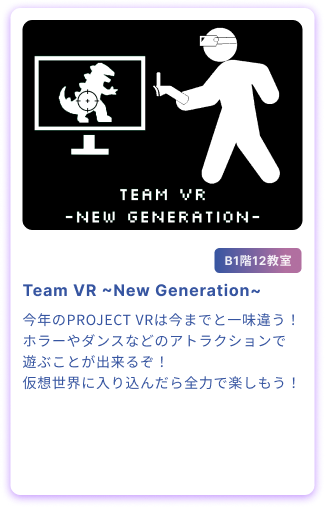 TEAM VR
-NEW GENERATION-
B1階12教室
Team VR ~New Generation~
今年のPROJECT VRは今までと一味違う！
ホラーやダンスなどのアトラクションで
遊ぶことが出来るぞ！
仮想世界に入り込んだら全力で楽しもう！